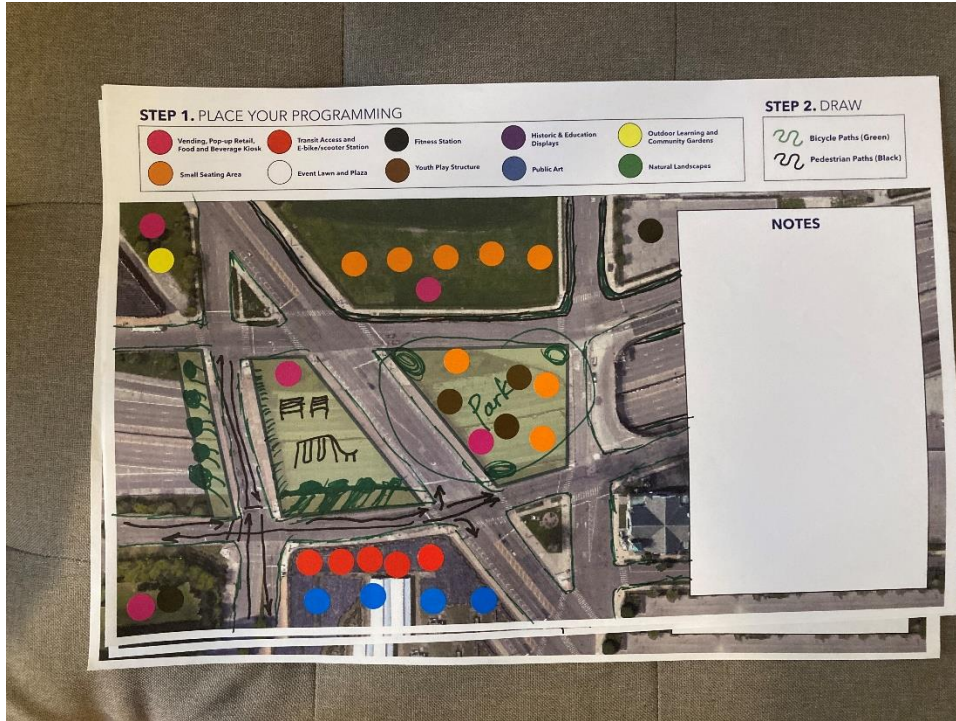 STEP 1. PLACE YOUR PROGRAMMING
Vending, Pop-up Retail,
Food and Beverage Kiosk
Transit Access and
E-bike/scooter Station
Fitness Station
Historic & Education
Displays
Outdoor Learning and
Community Gardens
Small Seating Area
Event Lawn and Plaza
Youth Play Structure
Public Art
Natural Landscapes
STEP 2. DRAW
Bicycle Paths (Green)
Pedestrian Paths (Black)
NOTES
Park